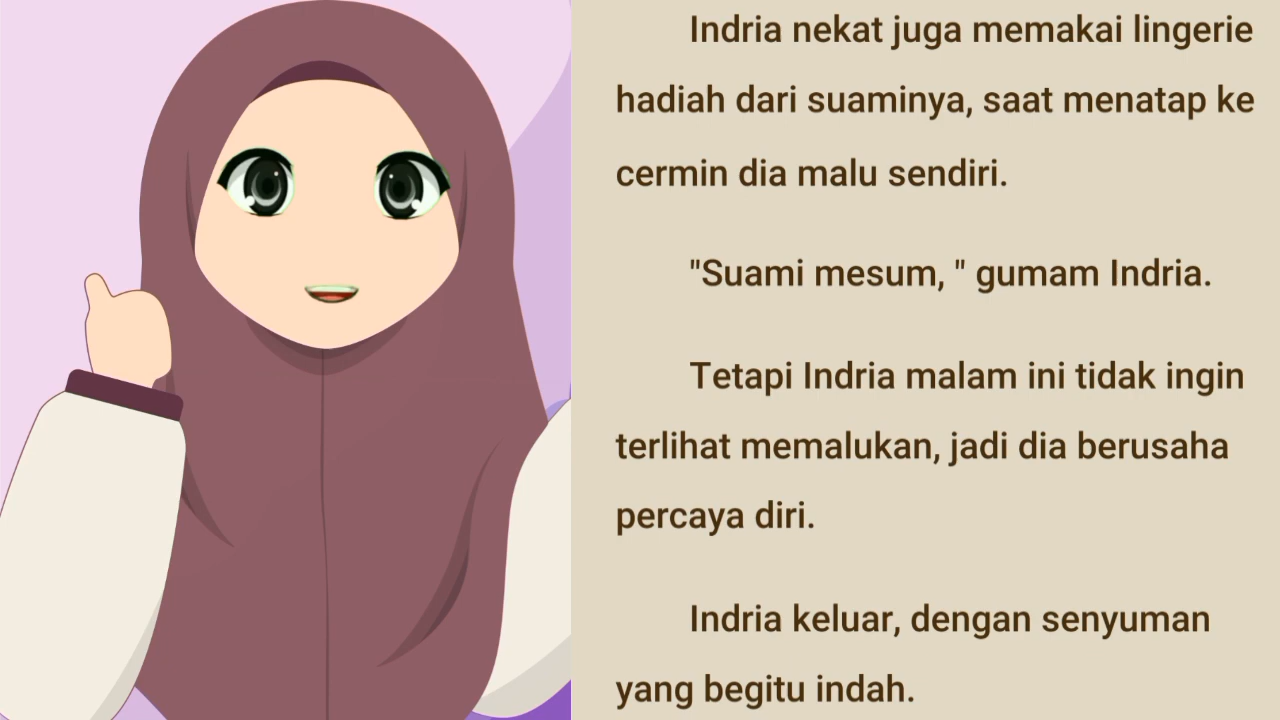 Indria nekat juga memakai lingerie
hadiah dari suaminya, saat menatap ke
cermin dia malu sendiri.
"Suami mesum, " gumam Indria.
Tetapi Indria malam ini tidak ingin
terlihat memalukan, jadi dia berusaha
percaya diri.
Indria keluar, dengan senyuman
yang begitu indah.